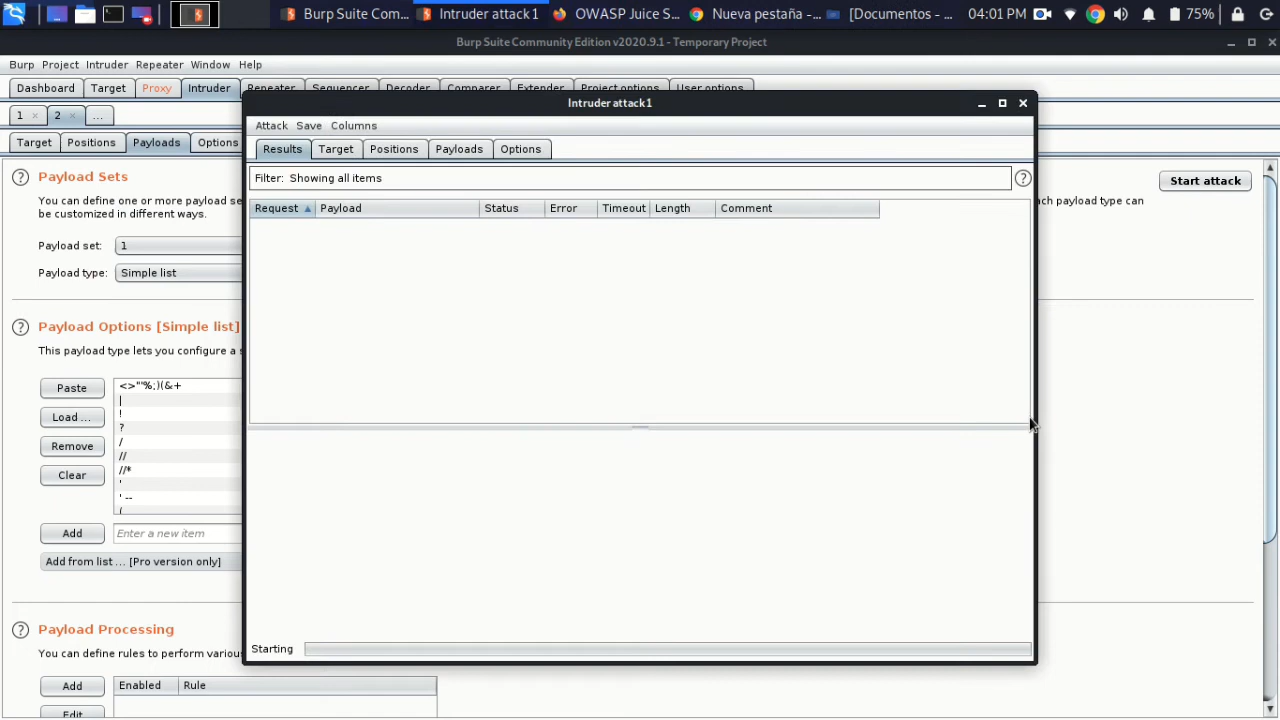 Burp Suite Com... Intruder attack1 OWASP Juice S... Nueva pestaña -... [Documentos - ... 04:01 PM 75%
Burp Suite Community Edition v2020.9.1 - Temporary Project
Burp Project Intruder Repeater Window Help
Dashboard Target Proxy Intruder Repeater Sequencer Decoder Comparer Extender Project options User options
1 × 2 × ...
Target Positions Payloads Options
Intruder attack1
Attack Save Columns
Results Target Positions Payloads Options
Filter: Showing all items ?
Request Payload Status Error Timeout Length Comment
Starting
? Payload Sets
Start attack
You can define one or more payload se
ach payload type can
be customized in different ways.
Payload set: 1
Payload type: Simple list
? Payload Options [Simple list]
This payload type lets you configure a s
Paste
Load ...
Remove
Clear
<>"'%;)(&+
|
!
?
/
//
//*
'
' --
(
Add Enter a new item
Add from list ... [Pro version only]
? Payload Processing
You can define rules to perform variou
Add Enabled Rule
Edit